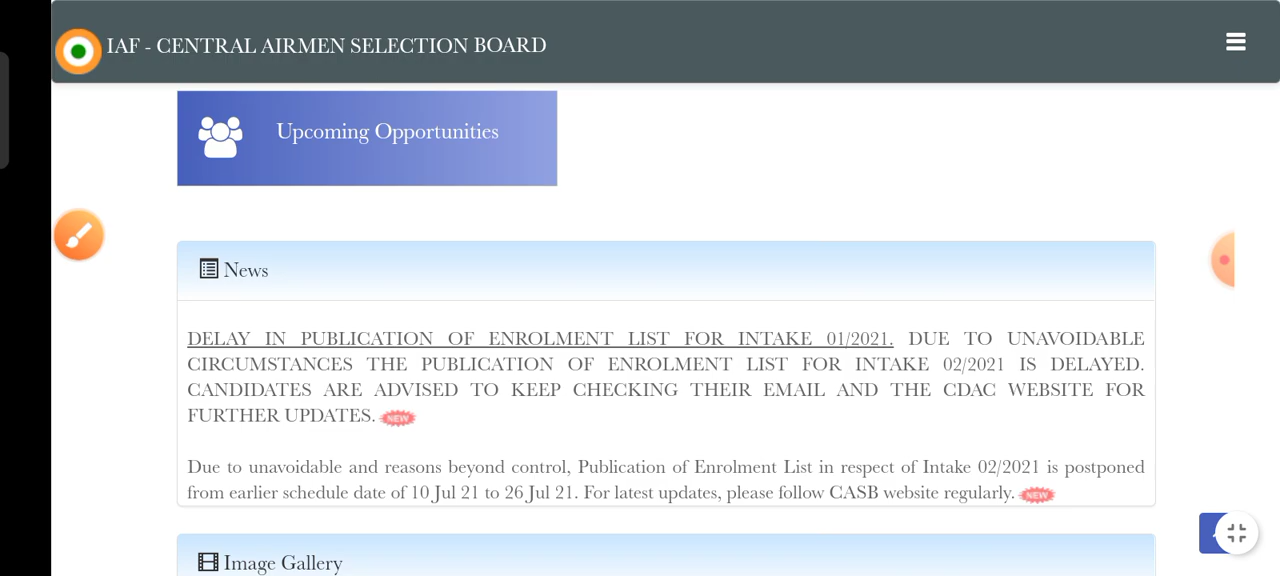 IAF - CENTRAL AIRMEN SELECTION BOARD
Upcoming Opportunities
News
DELAY IN PUBLICATION OF ENROLMENT LIST FOR INTAKE 01/2021. DUE TO UNAVOIDABLE
CIRCUMSTANCES THE PUBLICATION OF ENROLMENT LIST FOR INTAKE 02/2021 IS DELAYED.
CANDIDATES ARE ADVISED TO KEEP CHECKING THEIR EMAIL AND THE CDAC WEBSITE FOR
FURTHER UPDATES. NEW
Due to unavoidable and reasons beyond control, Publication of Enrolment List in respect of Intake 02/2021 is postponed
from earlier schedule date of 10 Jul 21 to 26 Jul 21. For latest updates, please follow CASB website regularly. NEW
Image Gallery